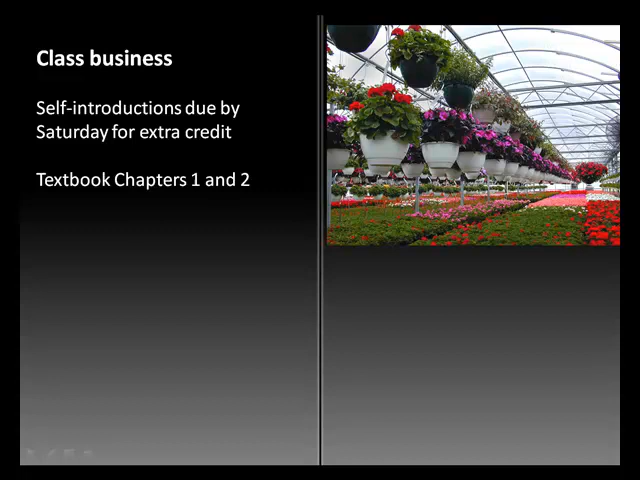 Class business
Self-introductions due by
Saturday for extra credit
Textbook Chapters 1 and 2